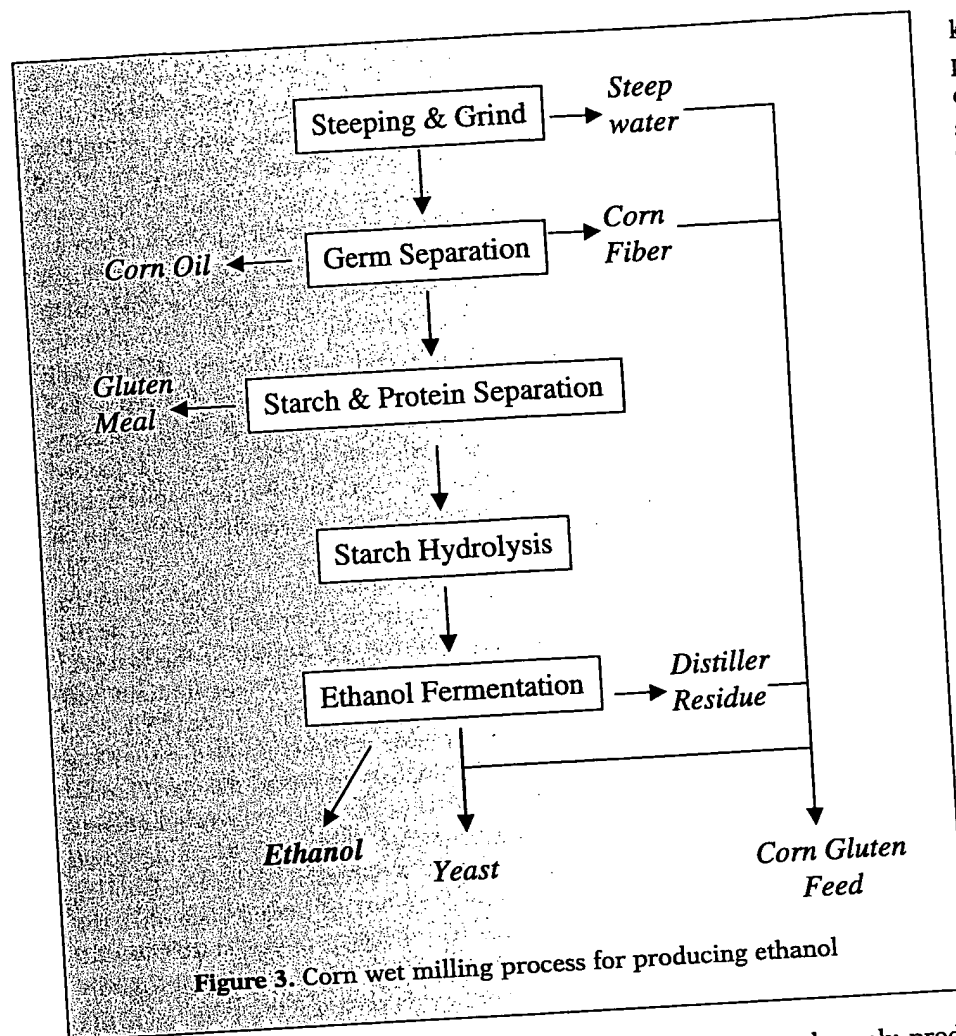 Steeping & Grind
Steep
water
Germ Separation
Corn
Fiber
Corn Oil
Starch & Protein Separation
Gluten
Meal
Starch Hydrolysis
Ethanol Fermentation
Distiller
Residue
Ethanol
Yeast
Corn Gluten
Feed
Figure 3. Corn wet milling process for producing ethanol